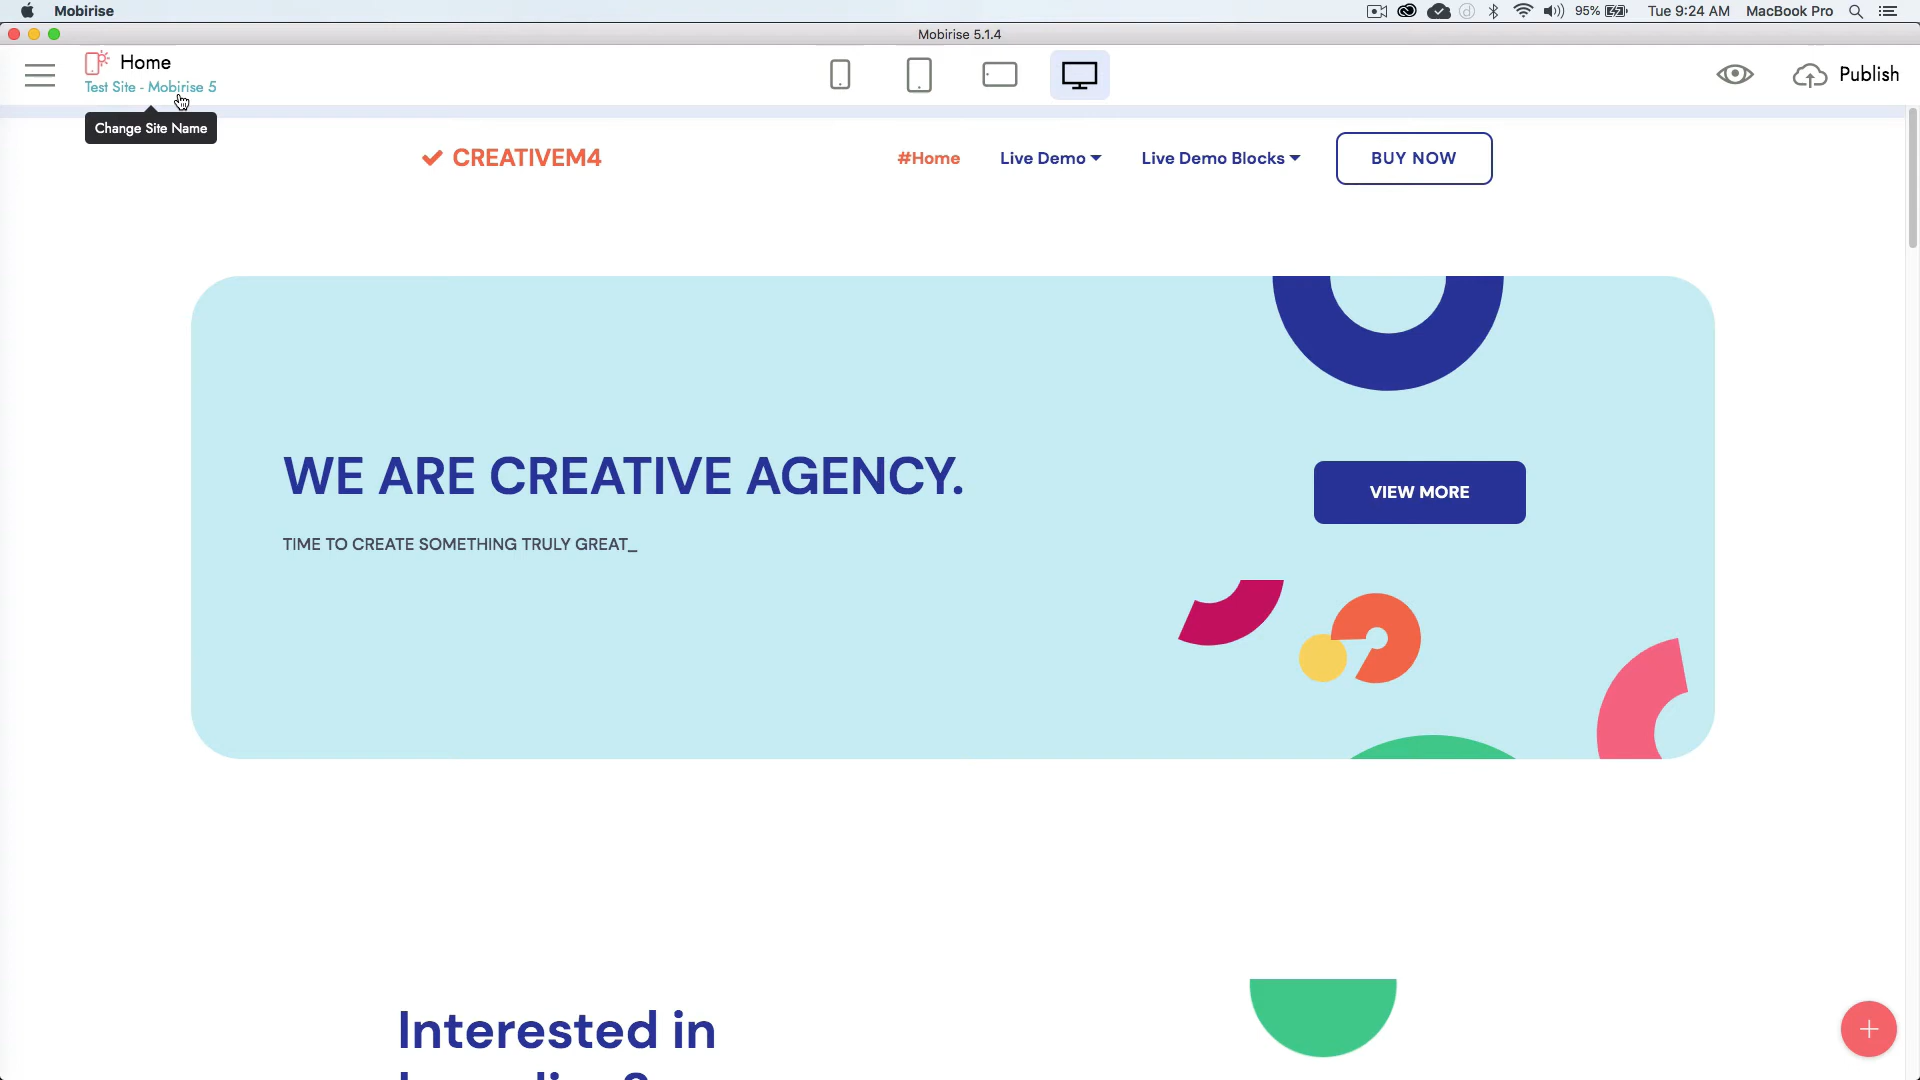 Mobirise
95%
Tue 9:24 AM
MacBook Pro
Mobirise 5.1.4
Home
Test Site - Mobirise 5
Change Site Name
Publish
CREATIVEM4
#Home
Live Demo
Live Demo Blocks
BUY NOW
WE ARE CREATIVE AGENCY.
TIME TO CREATE SOMETHING TRULY GREAT_
VIEW MORE
Interested in